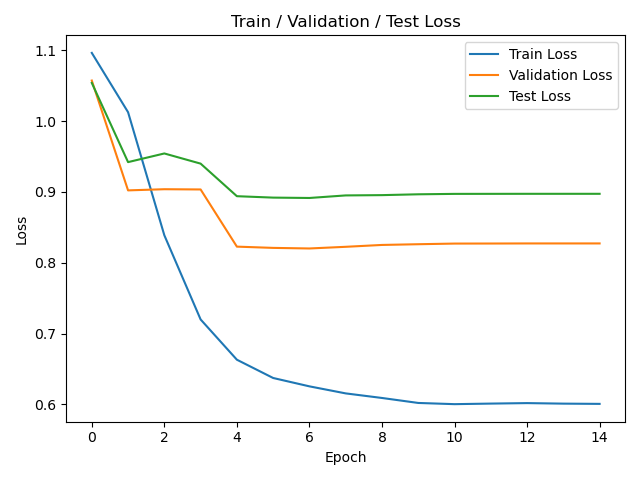 Train / Validation / Test Loss
Train Loss
Validation Loss
Test Loss
Loss
1.1
1.0
0.9
0.8
0.7
0.6
0 2 4 6 8 10 12 14
Epoch